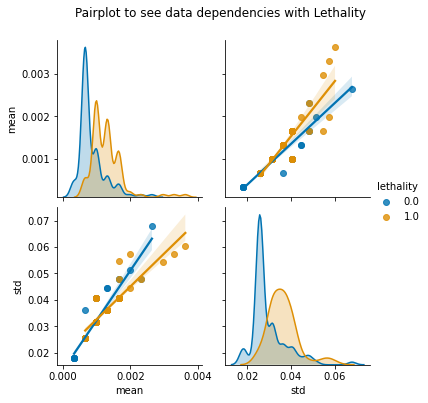 Pairplot to see data dependencies with Lethality
0.003
0.002
0.001
mean
lethality
0.0
1.0
0.07
0.06
0.05
0.04
0.03
0.02
std
0.000 0.002 0.004
mean
0.02 0.04 0.06
std